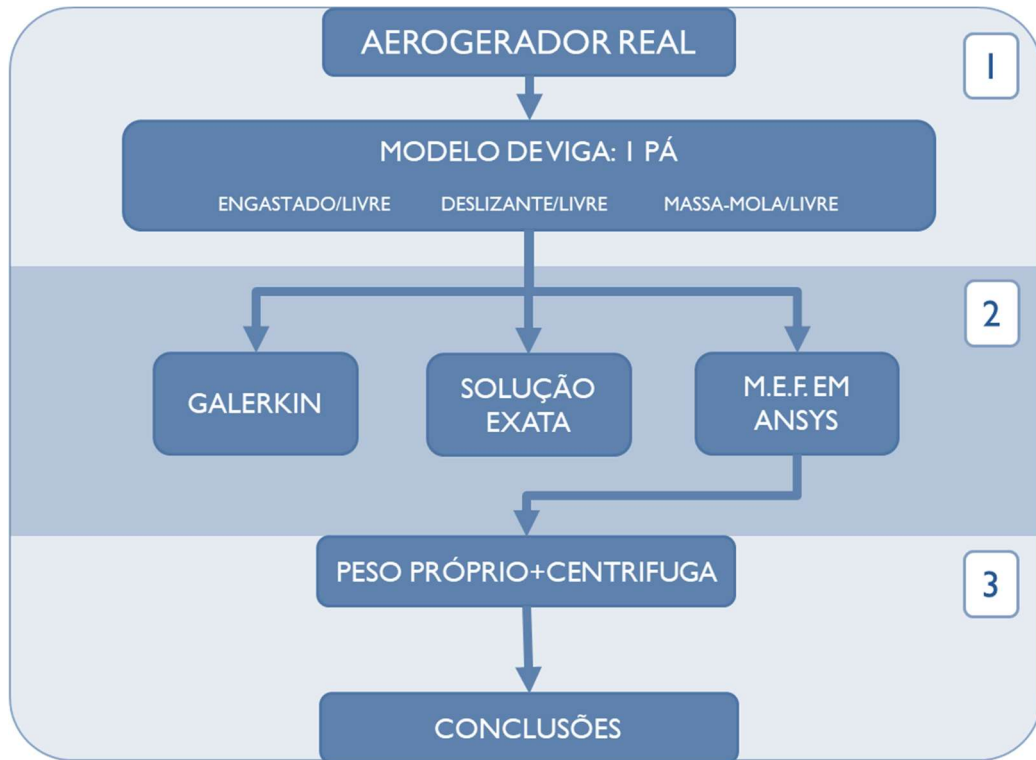 AEROGERADOR REAL
1
MODELO DE VIGA: 1 PÁ
ENGASTADO/LIVRE DESLIZANTE/LIVRE MASSA-MOLA/LIVRE
2
GALERKIN
SOLUÇÃO
EXATA
M.E.F. EM
ANSYS
PESO PRÓPRIO+CENTRIFUGA
3
CONCLUSÕES